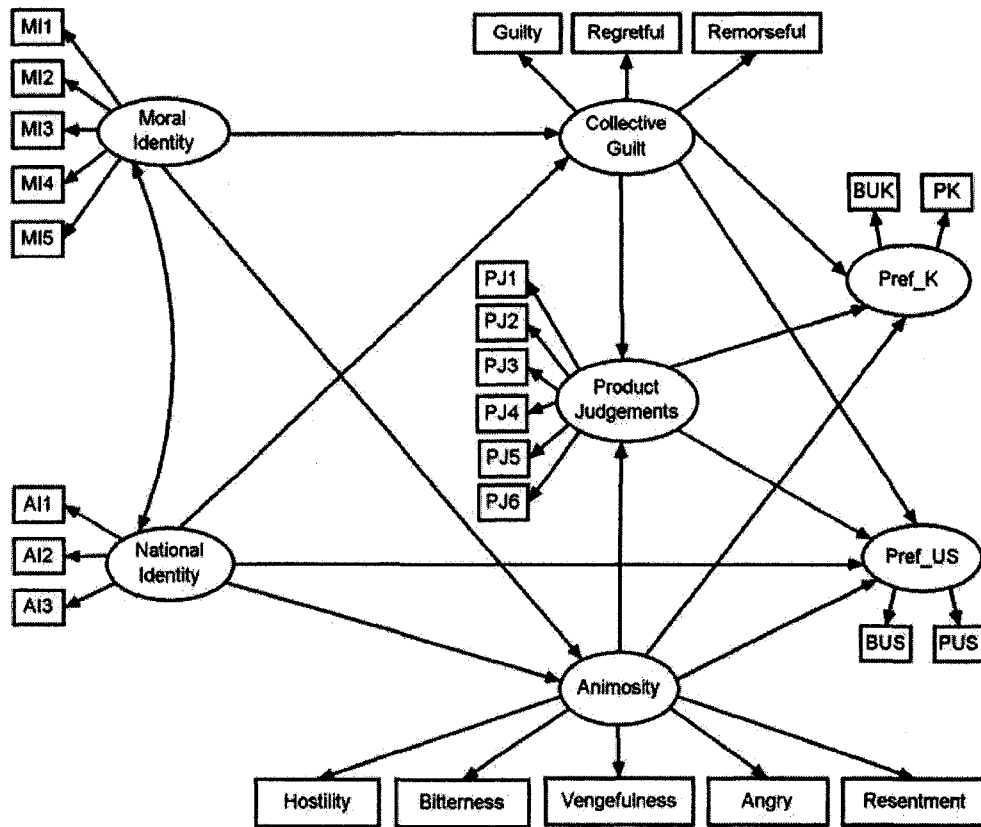 MI1
MI2
MI3
MI4
MI5
Moral
Identity
Guilty
Regretful
Remorseful
Collective
Guilt
BUK
PK
Pref_K
PJ1
PJ2
PJ3
PJ4
PJ5
PJ6
Product
Judgements
AI1
AI2
AI3
National
Identity
Pref_US
BUS
PUS
Animosity
Hostility
Bitterness
Vengefulness
Angry
Resentment